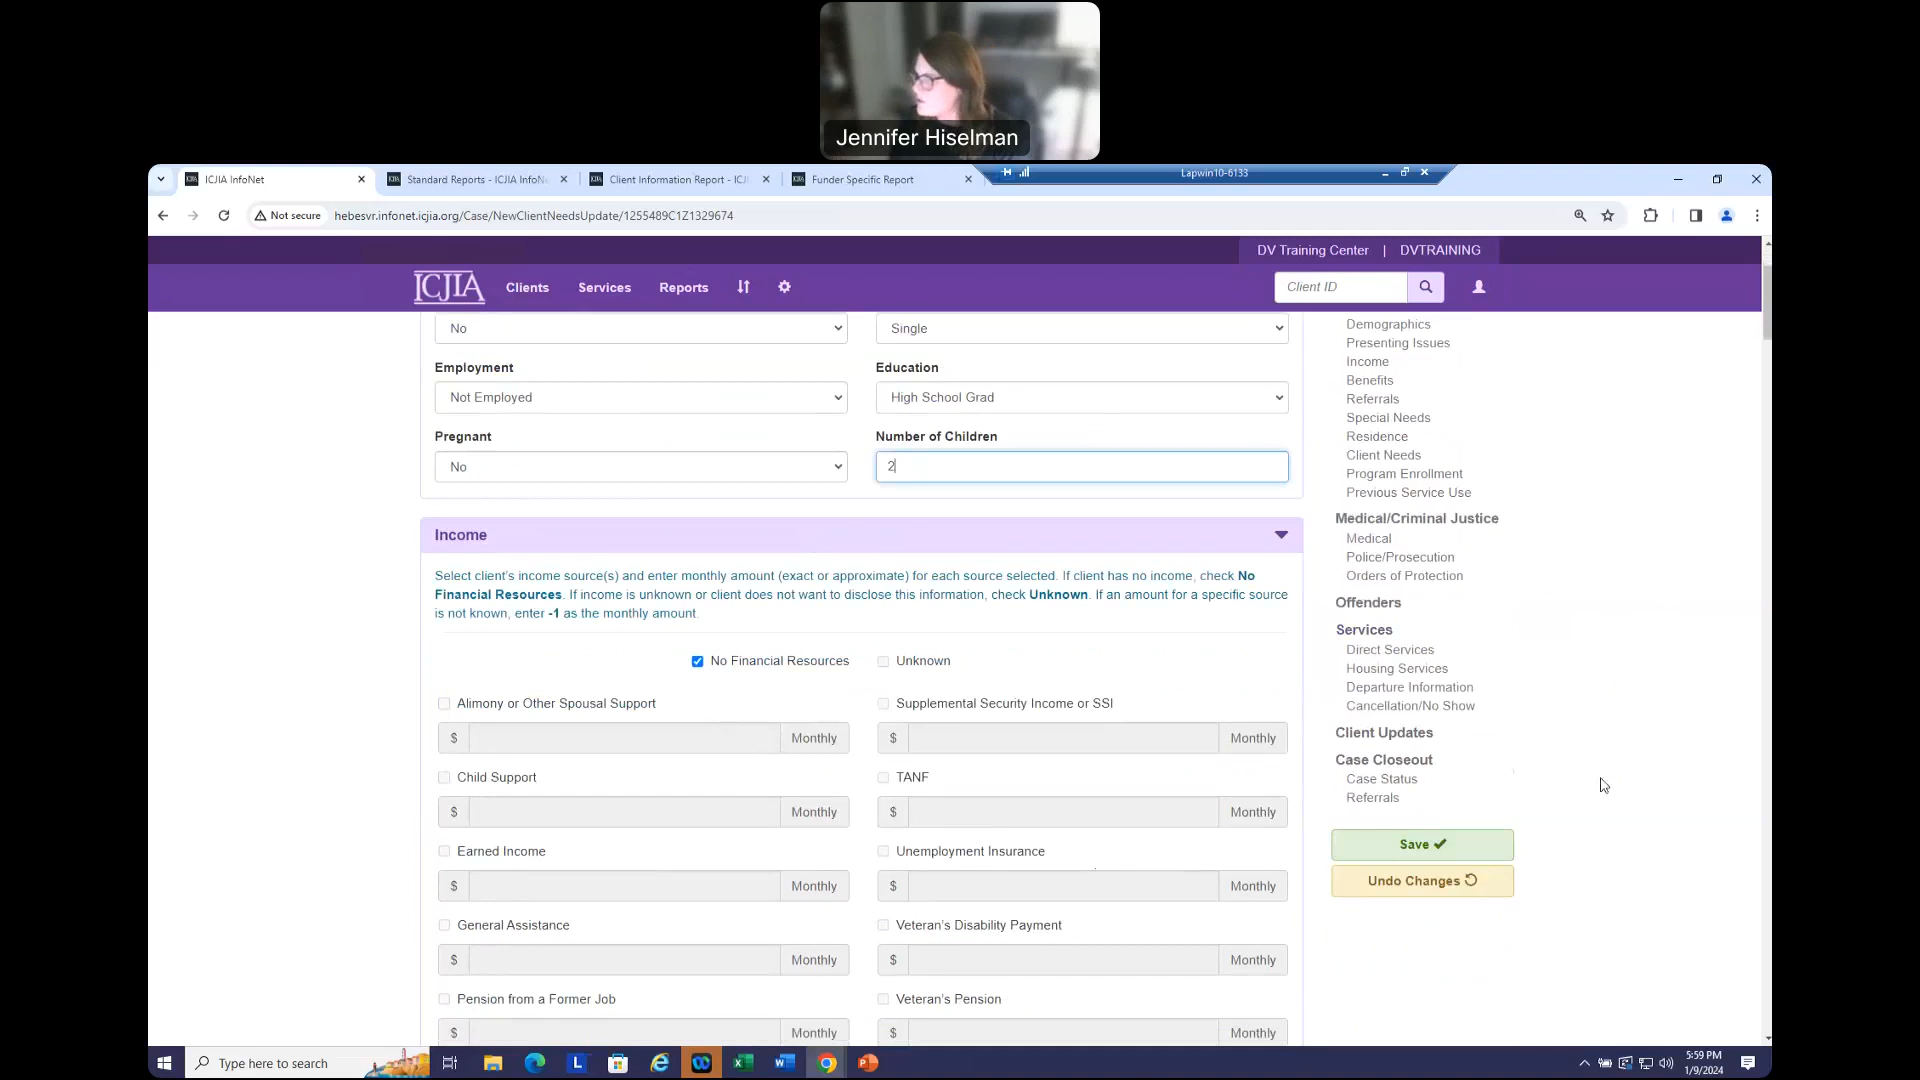 Jennifer Hiselman
ICJIA InfoNet
Standard Reports - ICJIA InfoNe
Client Information Report - ICJI
Funder Specific Report
Lapwin10-6133
Not secure
hebesvr.infonet.icjia.org/Case/NewClientNeedsUpdate/1255489C1Z1329674
DV Training Center | DVTRAINING
ICJIA
Clients
Services
Reports
Client ID
No
Single
Employment
Education
Not Employed
High School Grad
Pregnant
Number of Children
No
2
Income
Select client's income source(s) and enter monthly amount (exact or approximate) for each source selected. If client has no income, check No
Financial Resources. If income is unknown or client does not want to disclose this information, check Unknown. If an amount for a specific source
is not known, enter -1 as the monthly amount.
No Financial Resources
Unknown
Alimony or Other Spousal Support
Supplemental Security Income or SSI
$ Monthly
$ Monthly
Child Support
TANF
$ Monthly
$ Monthly
Earned Income
Unemployment Insurance
$ Monthly
$ Monthly
General Assistance
Veteran's Disability Payment
$ Monthly
$ Monthly
Pension from a Former Job
Veteran's Pension
$ Monthly
$ Monthly
Demographics
Presenting Issues
Income
Benefits
Referrals
Special Needs
Residence
Client Needs
Program Enrollment
Previous Service Use
Medical/Criminal Justice
Medical
Police/Prosecution
Orders of Protection
Offenders
Services
Direct Services
Housing Services
Departure Information
Cancellation/No Show
Client Updates
Case Closeout
Case Status
Referrals
Save
Undo Changes
Type here to search
5:59 PM
1/9/2024